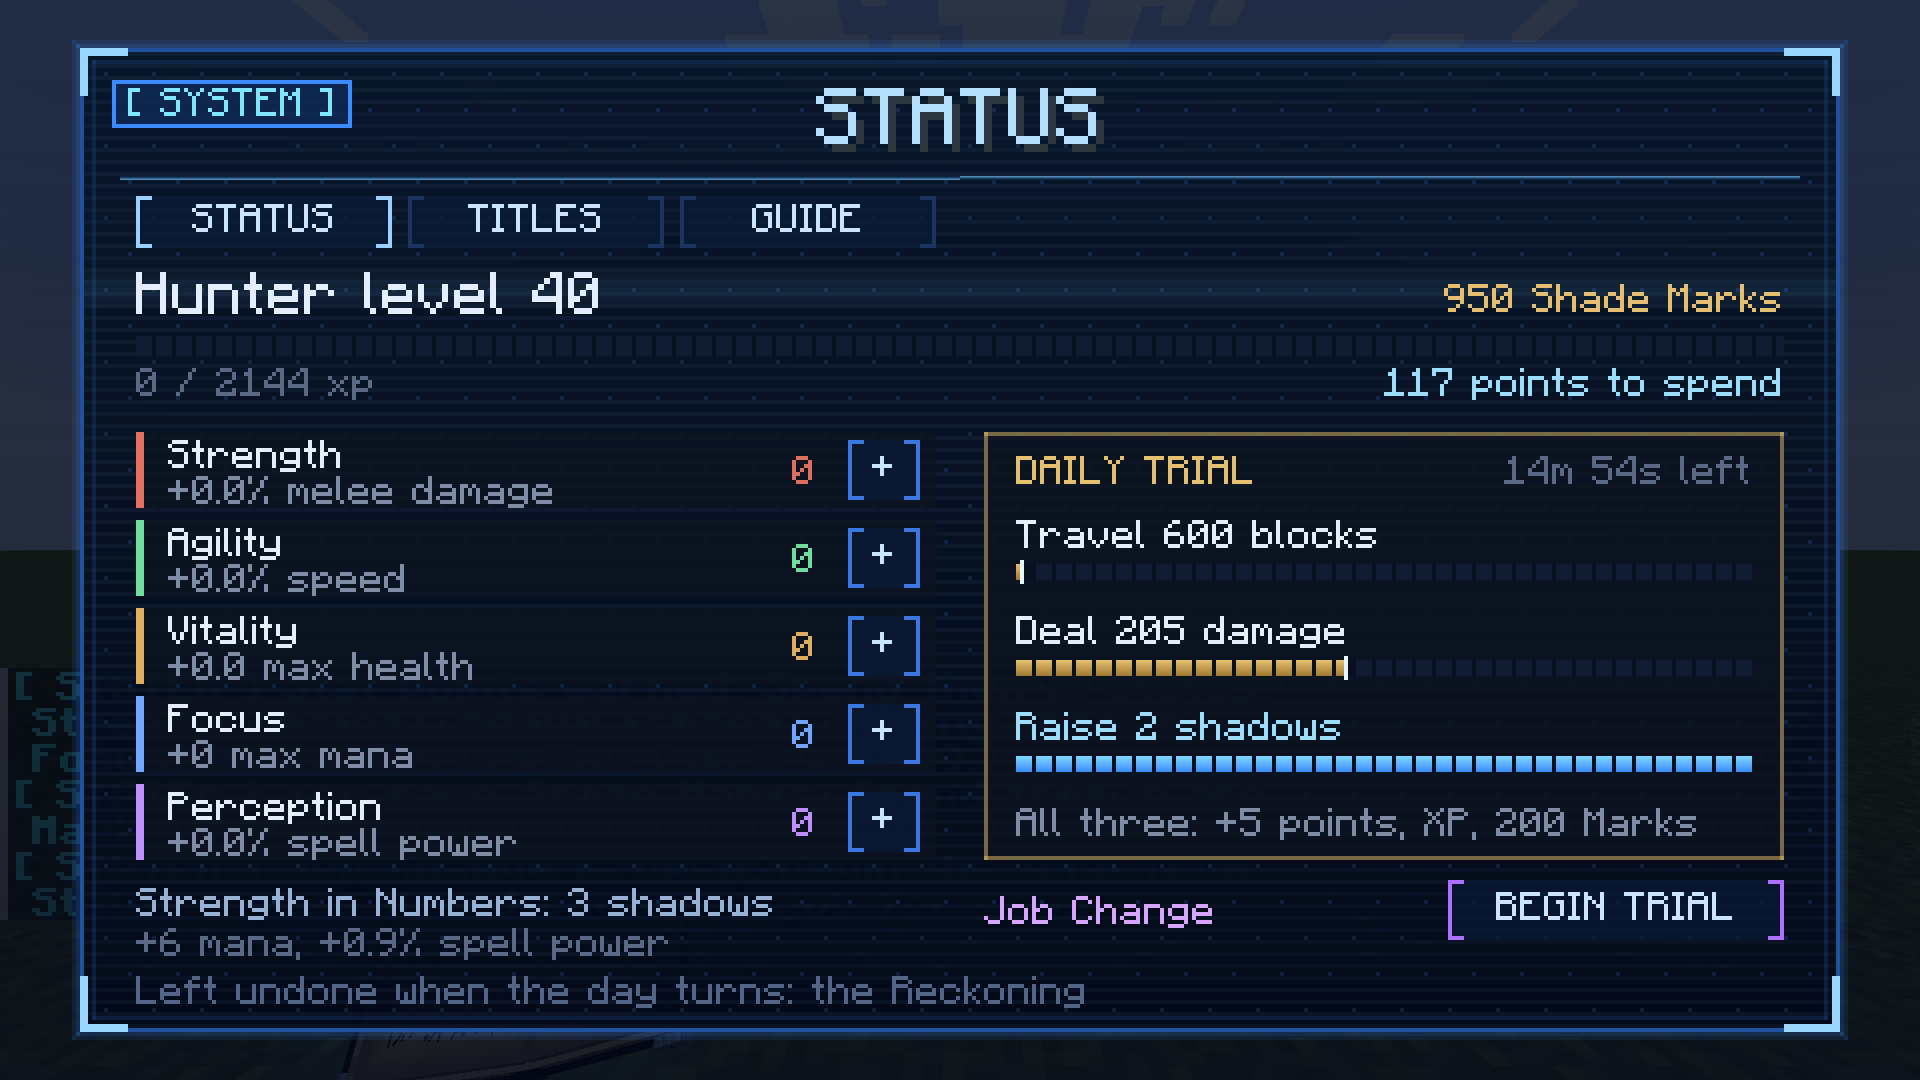 [ SYSTEM ]
STATUS
STATUS
TITLES
GUIDE
Hunter level 40
950 Shade Marks
0 / 2144 xp
117 points to spend
Strength
+0.0% melee damage
0
+
Agility
+0.0% speed
0
+
Vitality
+0.0 max health
0
+
Focus
+0 max mana
0
+
Perception
+0.0% spell power
0
+
DAILY TRIAL
14m 54s left
Travel 600 blocks
Deal 205 damage
Raise 2 shadows
All three: +5 points, XP, 200 Marks
Strength in Numbers: 3 shadows
+6 mana, +0.9% spell power
Job Change
BEGIN TRIAL
Left undone when the day turns: the Reckoning